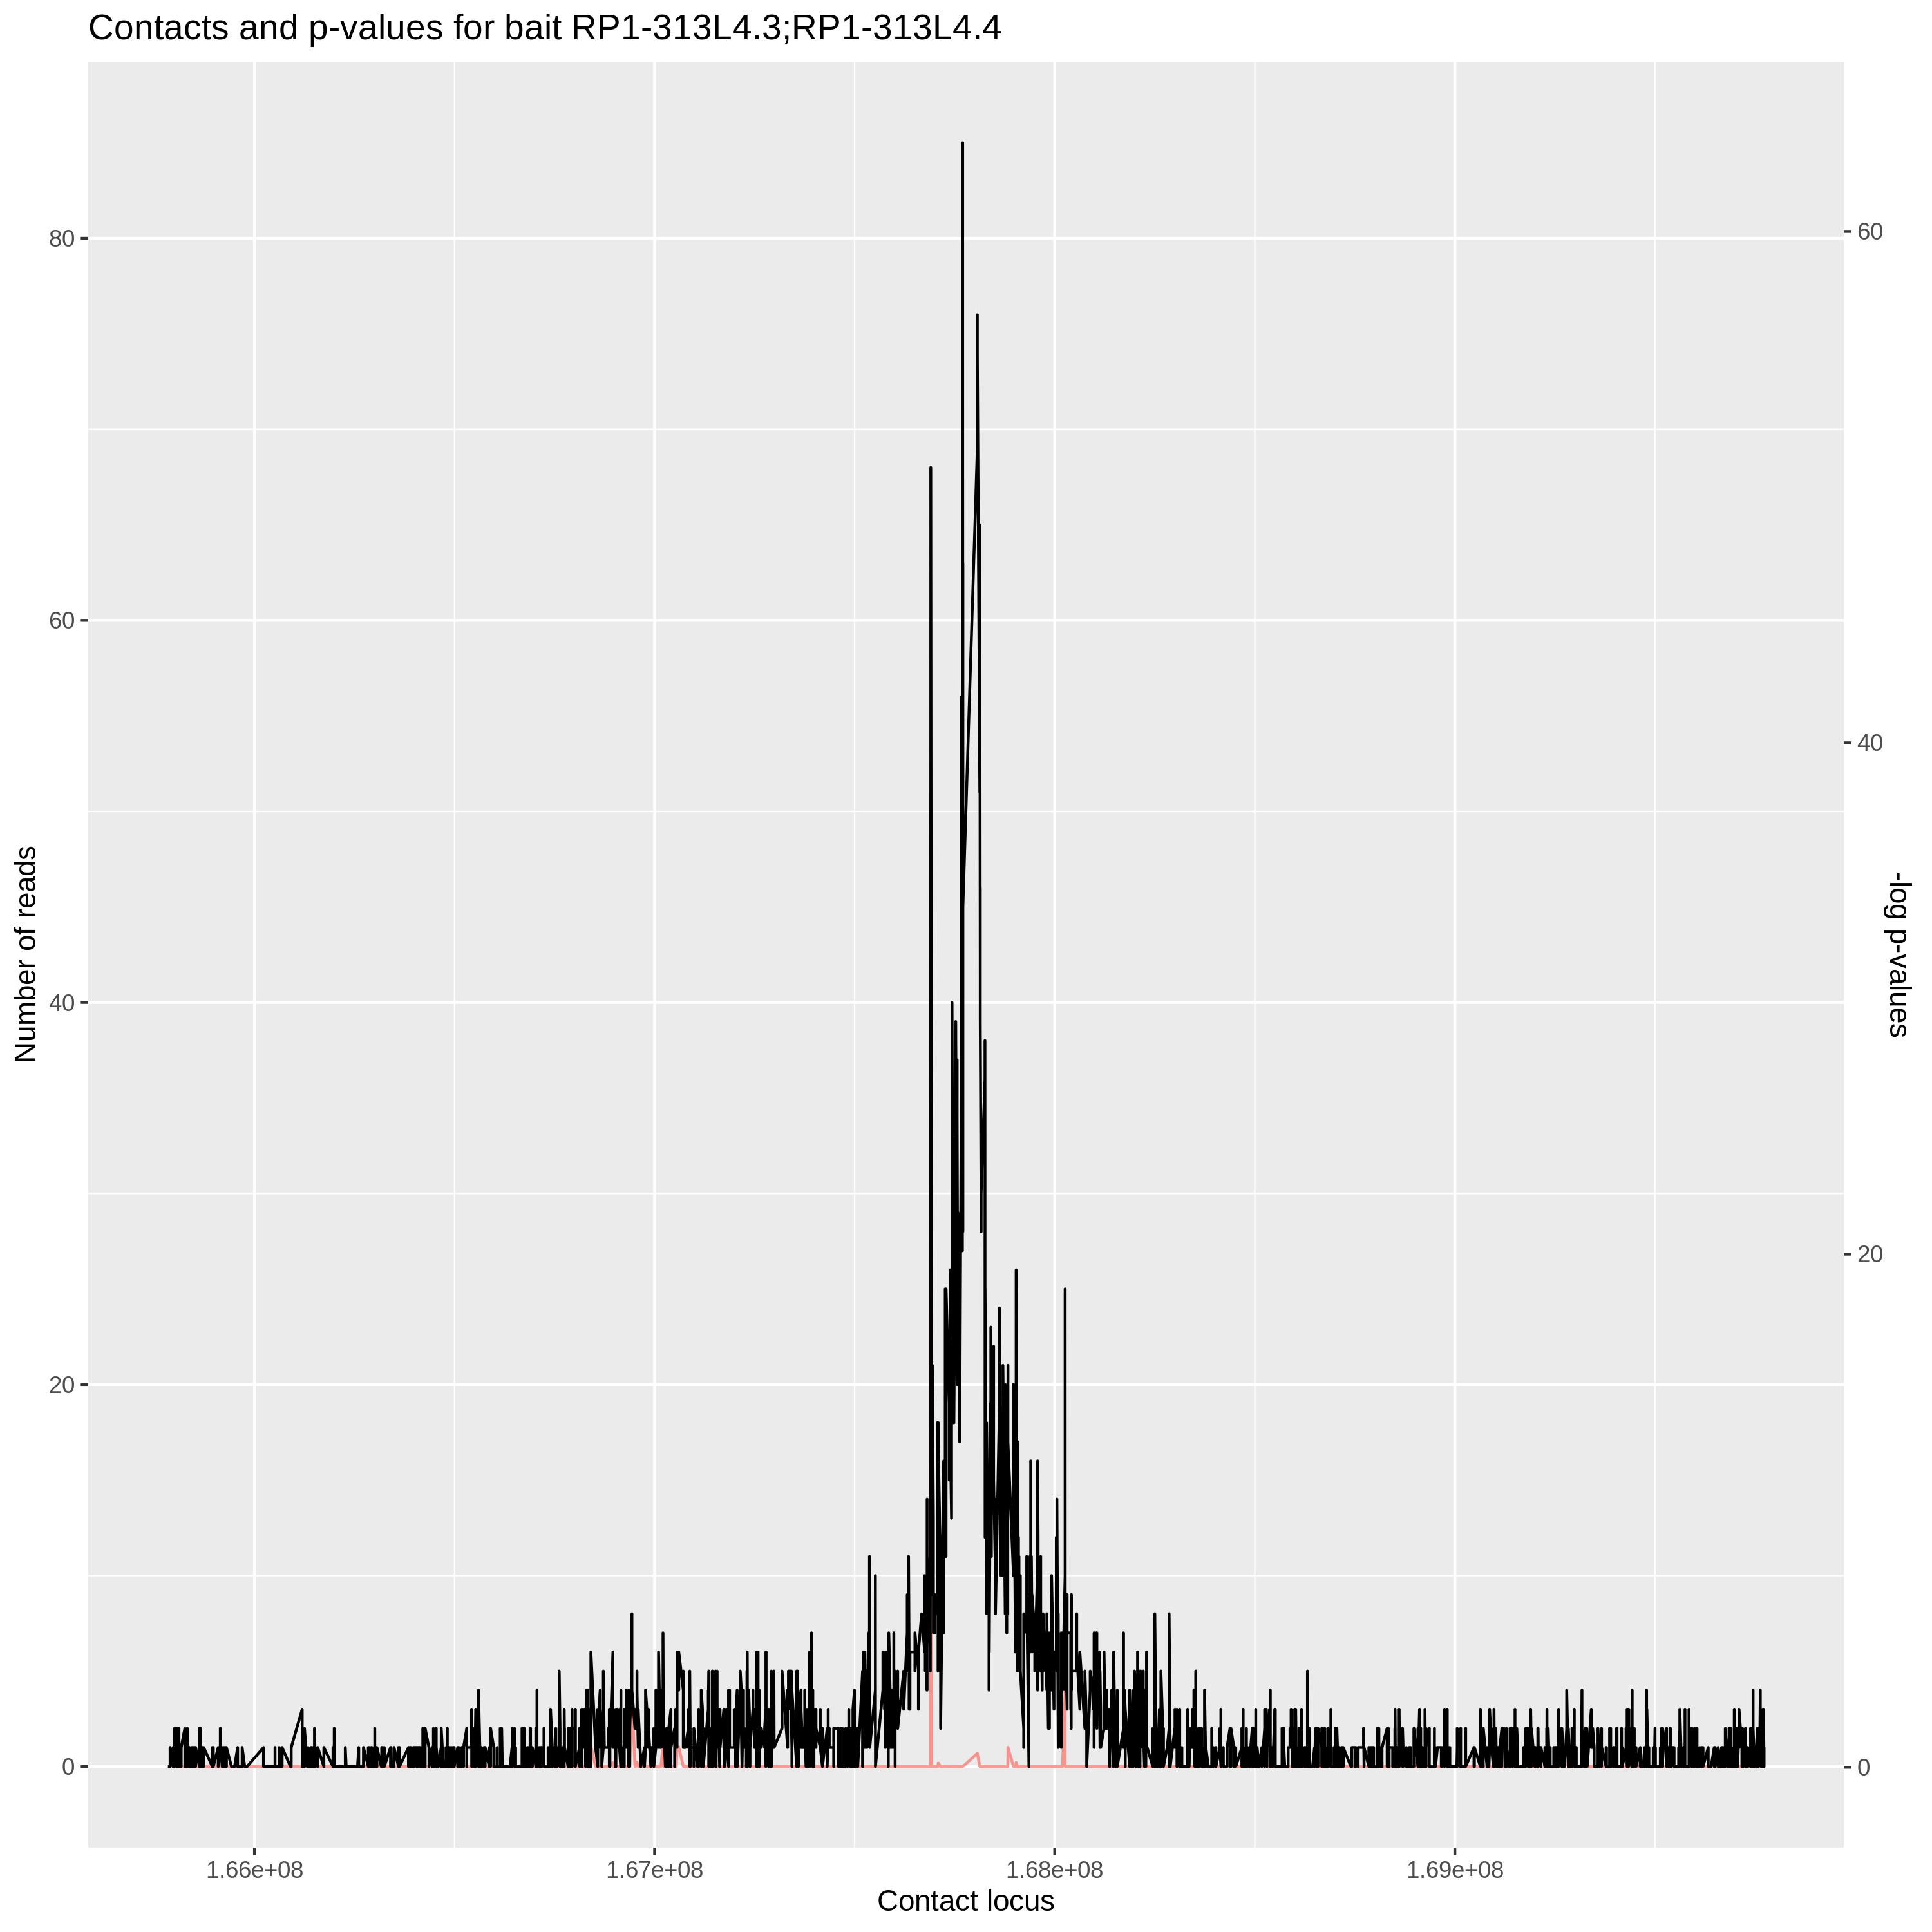 Contacts and p-values for bait RP1-313L4.3;RP1-313L4.4
80
60
40
20
0
Number of reads
60
40
20
0
-log p-values
1.66e+08
1.67e+08
1.68e+08
1.69e+08
Contact locus